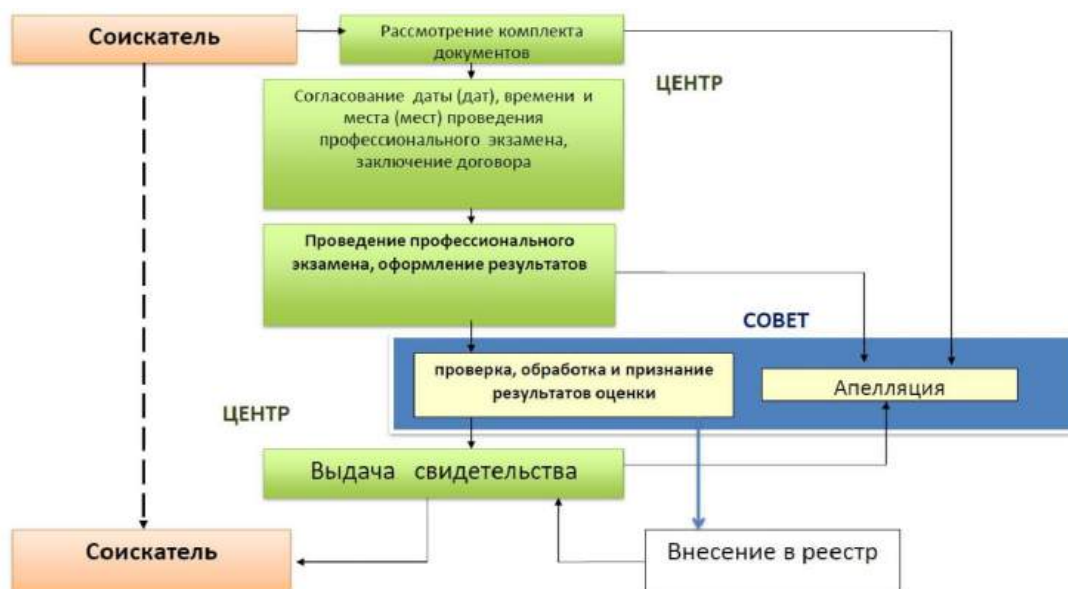 Соискатель
Рассмотрение комплекта
документов
ЦЕНТР
Согласование даты (дат), времени и
места (мест) проведения
профессионального экзамена,
заключение договора
Проведение профессионального
экзамена, оформление результатов
СОВЕТ
проверка, обработка и признание
результатов оценки
Апелляция
ЦЕНТР
Выдача свидетельства
Соискатель
Внесение в реестр